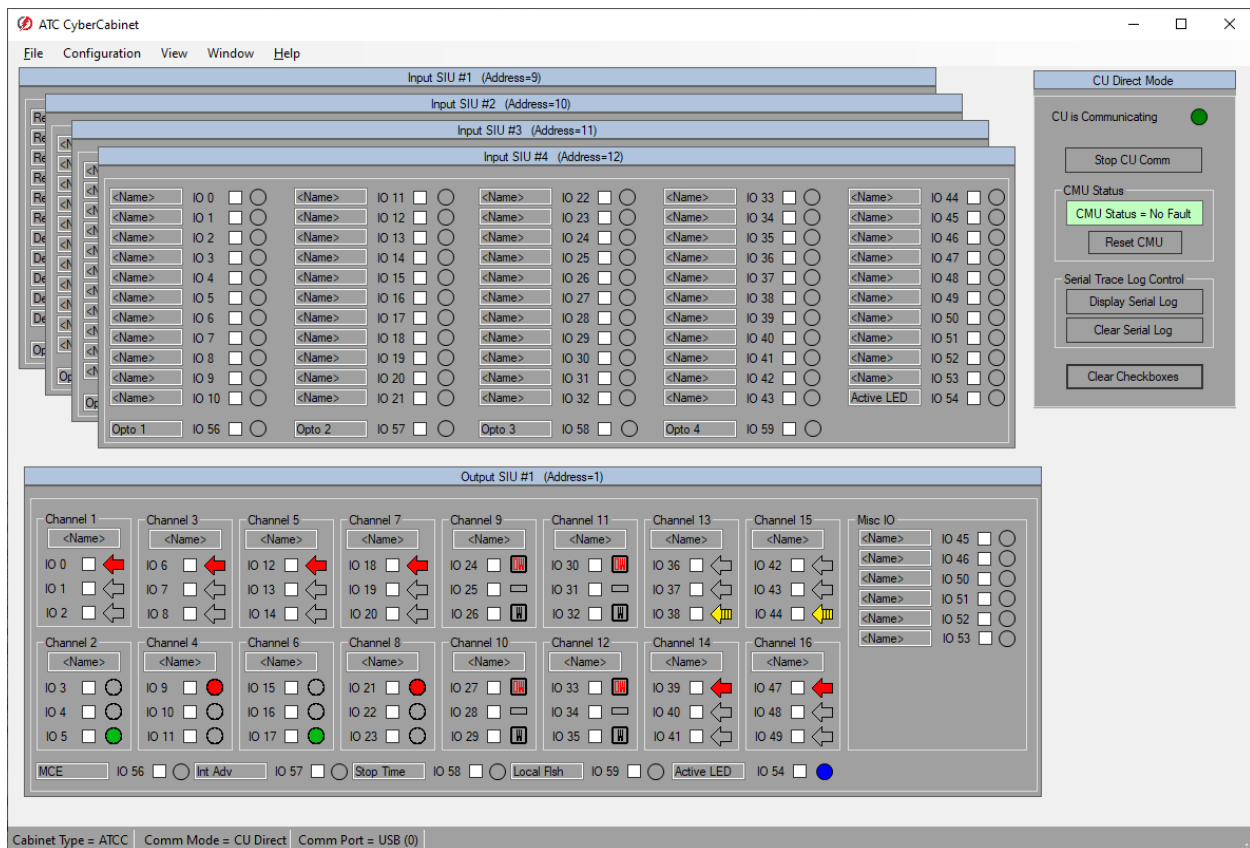 ATC CyberCabinet
File Configuration View Window Help
Input SIU #1 (Address=9)
Input SIU #2 (Address=10)
Input SIU #3 (Address=11)
Input SIU #4 (Address=12)
<Name> IO 0 <Name> IO 11 <Name> IO 22 <Name> IO 33 <Name> IO 44
<Name> IO 1 <Name> IO 12 <Name> IO 23 <Name> IO 34 <Name> IO 45
<Name> IO 2 <Name> IO 13 <Name> IO 24 <Name> IO 35 <Name> IO 46
<Name> IO 3 <Name> IO 14 <Name> IO 25 <Name> IO 36 <Name> IO 47
<Name> IO 4 <Name> IO 15 <Name> IO 26 <Name> IO 37 <Name> IO 48
<Name> IO 5 <Name> IO 16 <Name> IO 27 <Name> IO 38 <Name> IO 49
<Name> IO 6 <Name> IO 17 <Name> IO 28 <Name> IO 39 <Name> IO 50
<Name> IO 7 <Name> IO 18 <Name> IO 29 <Name> IO 40 <Name> IO 51
<Name> IO 8 <Name> IO 19 <Name> IO 30 <Name> IO 41 <Name> IO 52
<Name> IO 9 <Name> IO 20 <Name> IO 31 <Name> IO 42 <Name> IO 53
<Name> IO 10 <Name> IO 21 <Name> IO 32 <Name> IO 43 Active LED IO 54
Opto 1 IO 56 Opto 2 IO 57 Opto 3 IO 58 Opto 4 IO 59
CU Direct Mode
CU is Communicating
Stop CU Comm
CMU Status
CMU Status = No Fault
Reset CMU
Serial Trace Log Control
Display Serial Log
Clear Serial Log
Clear Checkboxes
Output SIU #1 (Address=1)
Channel 1 Channel 3 Channel 5 Channel 7 Channel 9 Channel 11 Channel 13 Channel 15
<Name> <Name> <Name> <Name> <Name> <Name> <Name> <Name>
IO 0 IO 6 IO 12 IO 18 IO 24 DW IO 30 DW IO 36 IO 42
IO 1 IO 7 IO 13 IO 19 IO 25 IO 31 IO 37 IO 43
IO 2 IO 8 IO 14 IO 20 IO 26 W IO 32 W IO 38 IO 44
Channel 2 Channel 4 Channel 6 Channel 8 Channel 10 Channel 12 Channel 14 Channel 16
<Name> <Name> <Name> <Name> <Name> <Name> <Name> <Name>
IO 3 IO 9 IO 15 IO 21 IO 27 DW IO 33 DW IO 39 IO 47
IO 4 IO 10 IO 16 IO 22 IO 28 IO 34 IO 40 IO 48
IO 5 IO 11 IO 17 IO 23 IO 29 W IO 35 W IO 41 IO 49
Misc IO
<Name> IO 45
<Name> IO 46
<Name> IO 50
<Name> IO 51
<Name> IO 52
<Name> IO 53
MCE IO 56 Int Adv IO 57 Stop Time IO 58 Local Flsh IO 59 Active LED IO 54
Cabinet Type = ATCC Comm Mode = CU Direct Comm Port = USB (0)